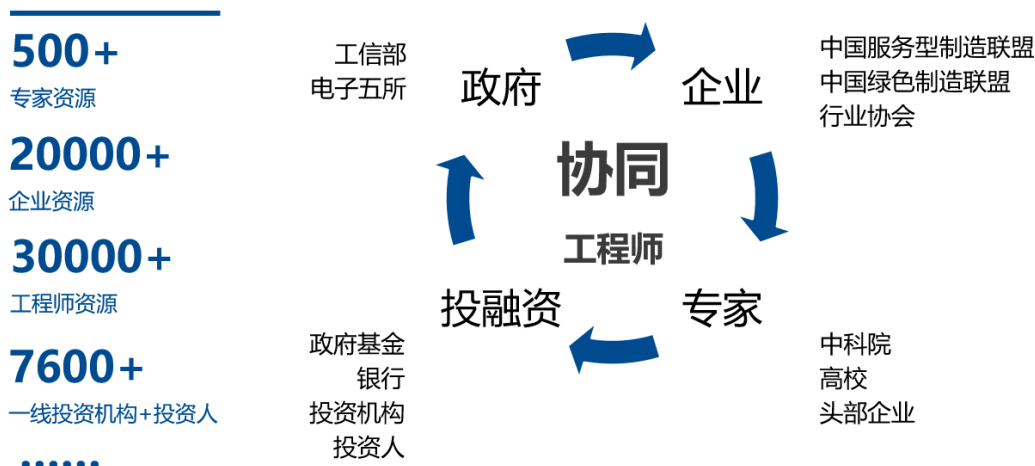 500+
专家资源
20000+
企业资源
30000+
工程师资源
7600+
一线投资机构+投资人
......
工信部
电子五所
政府
企业
中国服务型制造联盟
中国绿色制造联盟
行业协会
协同
工程师
投融资
专家
政府基金
银行
投资机构
投资人
中科院
高校
头部企业